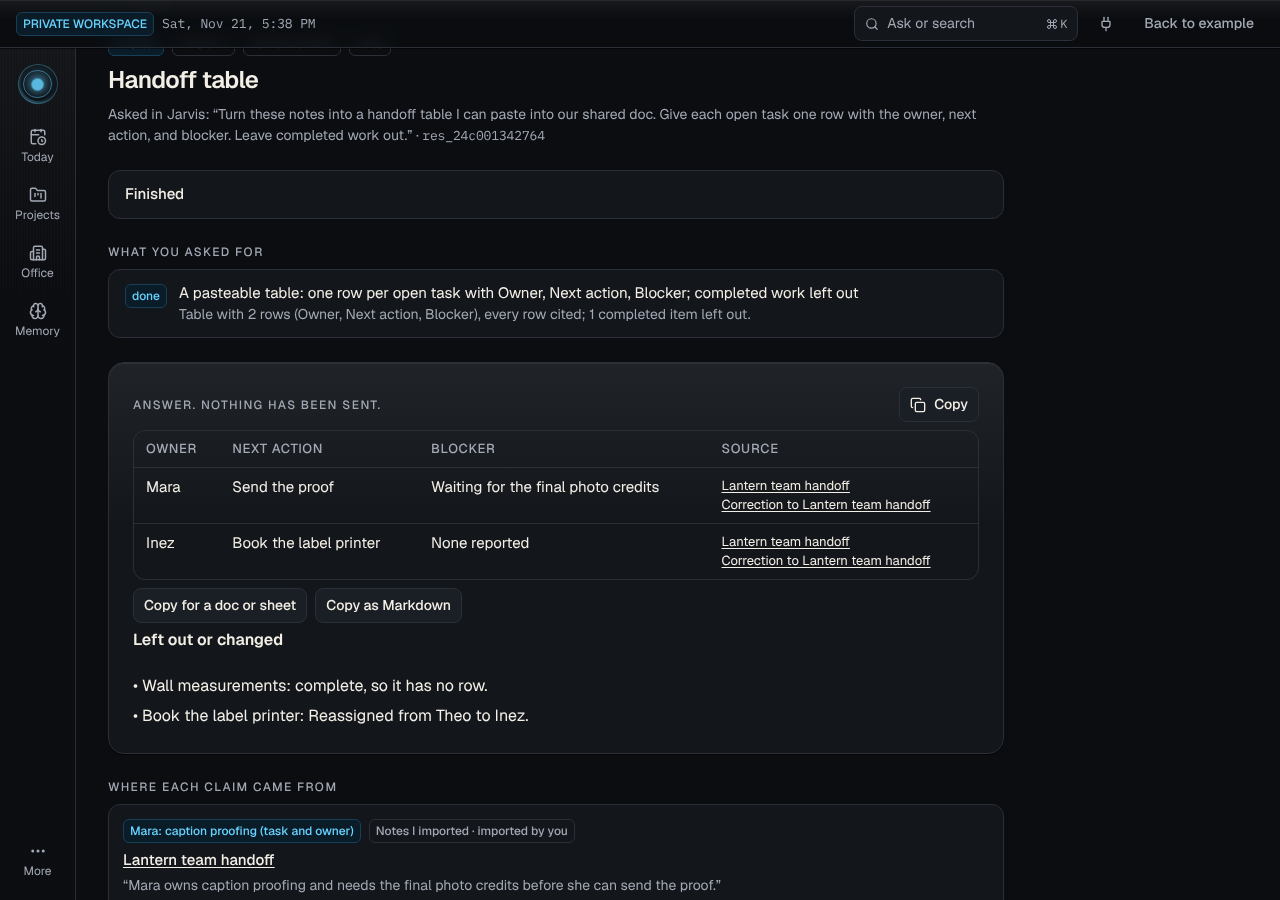 PRIVATE WORKSPACE Sat, Nov 21, 5:38 PM Ask or search ⌘K Back to example
Handoff table
Asked in Jarvis: “Turn these notes into a handoff table I can paste into our shared doc. Give each open task one row with the owner, next
action, and blocker. Leave completed work out.” · res_24c001342764
Today
Projects
Office
Memory
More
Finished
WHAT YOU ASKED FOR
done A pasteable table: one row per open task with Owner, Next action, Blocker; completed work left out
Table with 2 rows (Owner, Next action, Blocker), every row cited; 1 completed item left out.
ANSWER. NOTHING HAS BEEN SENT. Copy
OWNER NEXT ACTION BLOCKER SOURCE
Mara Send the proof Waiting for the final photo credits Lantern team handoff
Correction to Lantern team handoff
Inez Book the label printer None reported Lantern team handoff
Correction to Lantern team handoff
Copy for a doc or sheet Copy as Markdown
Left out or changed
• Wall measurements: complete, so it has no row.
• Book the label printer: Reassigned from Theo to Inez.
WHERE EACH CLAIM CAME FROM
Mara: caption proofing (task and owner) Notes I imported · imported by you
Lantern team handoff
“Mara owns caption proofing and needs the final photo credits before she can send the proof.”